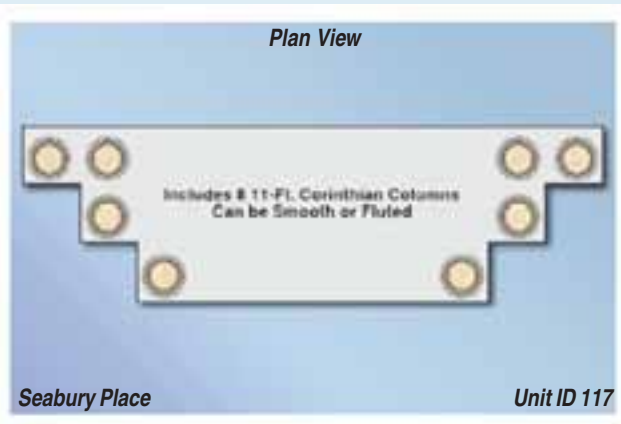 Plan View
Includes 8 11-Ft. Corinthian Columns
Can be Smooth or Fluted
Seabury Place
Unit ID 117